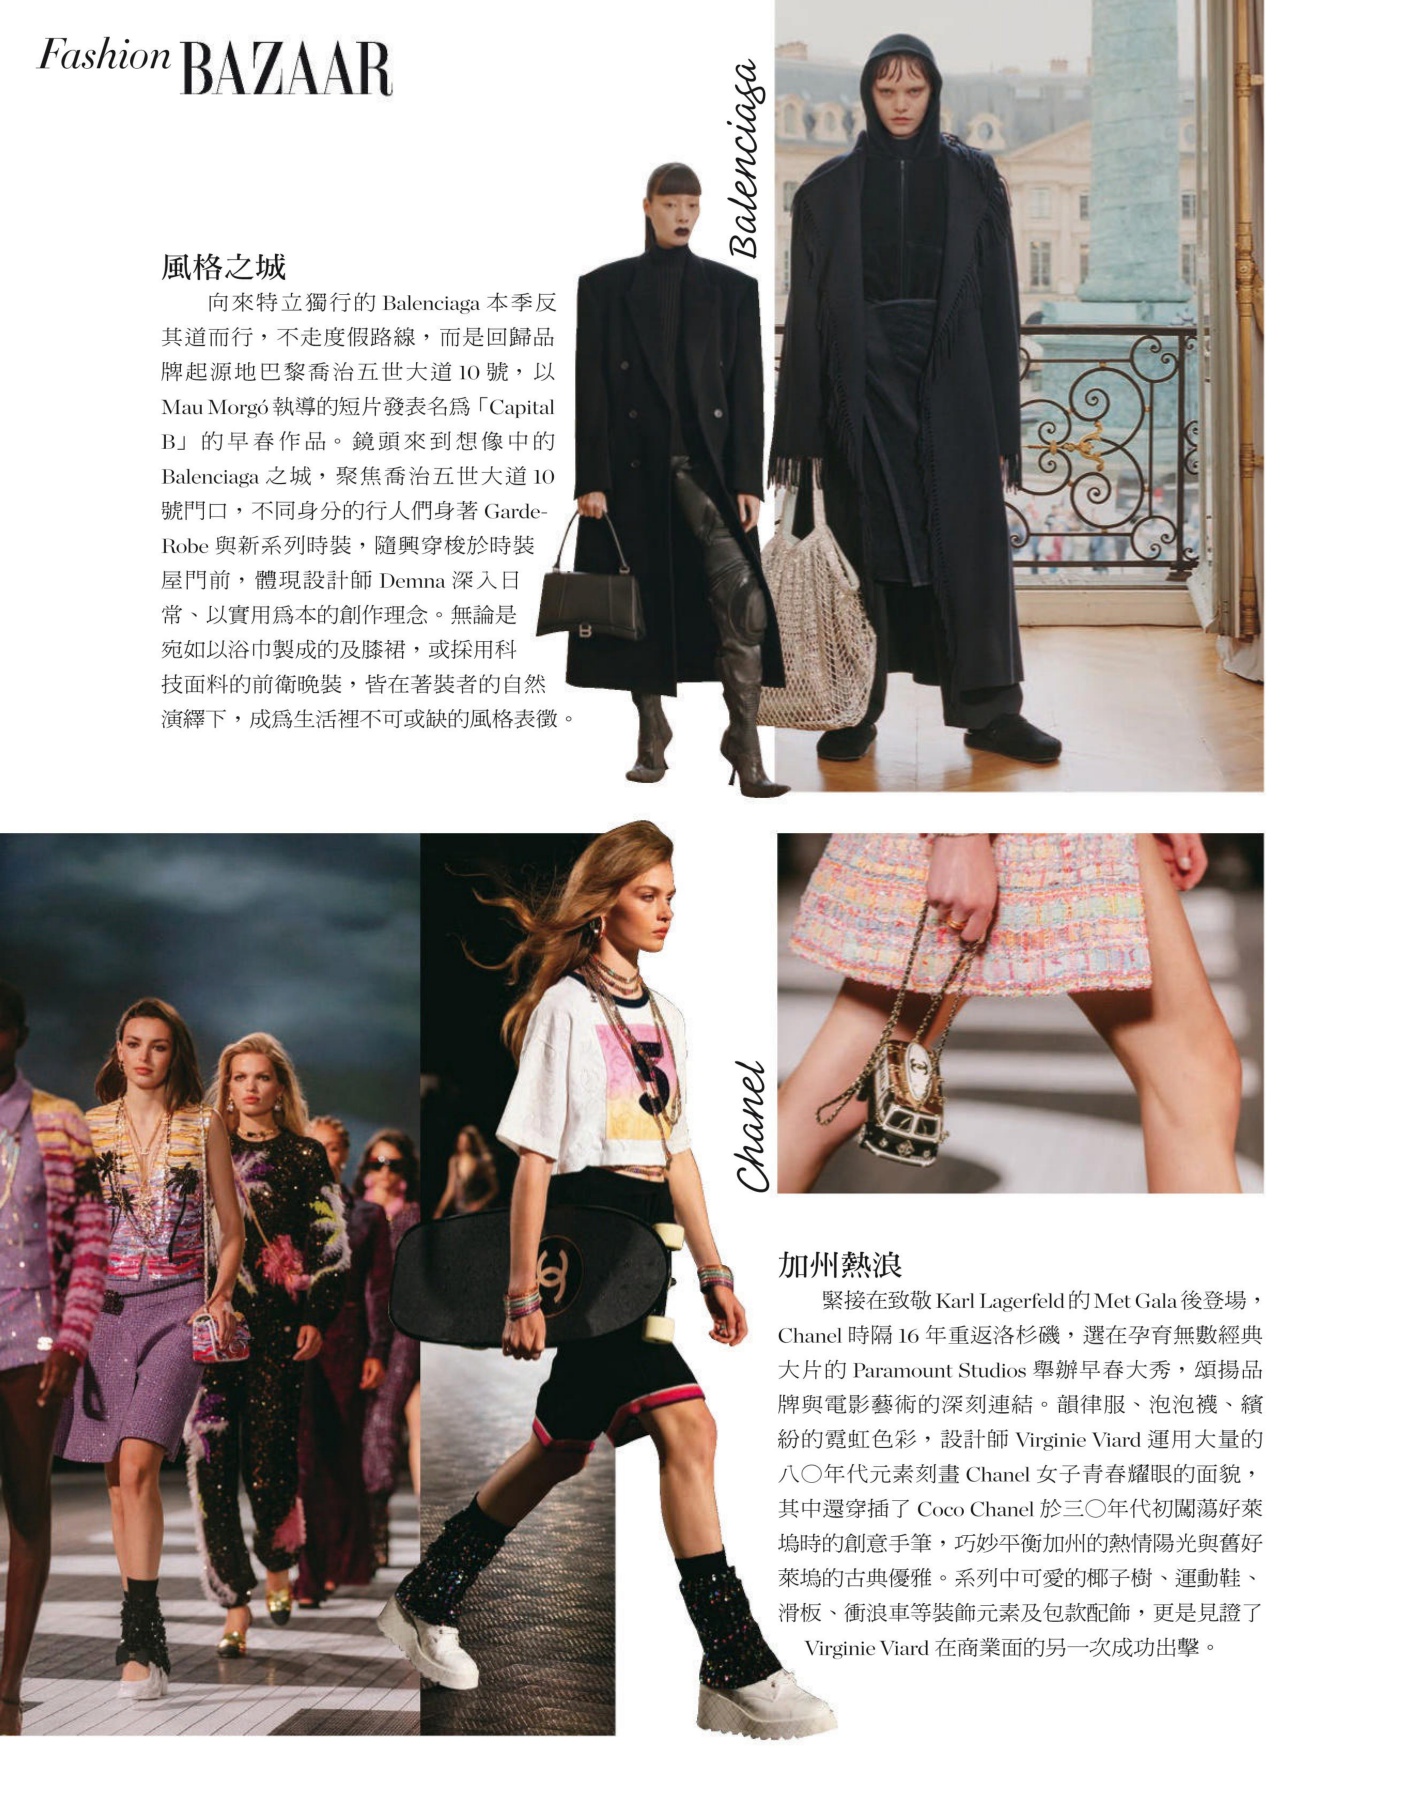 Fashion BAZAAR
Balenciaga
風格之城
向來特立獨行的 Balenciaga 本季反
其道而行，不走度假路線，而是回歸品
牌起源地巴黎喬治五世大道 10 號，以
Mau Morgó 執導的短片發表名為「Capital
B」的早春作品。鏡頭來到想像中的
Balenciaga 之城，聚焦喬治五世大道 10
號門口，不同身分的行人們身著 Garde-
Robe 與新系列時裝，隨興穿梭於時裝
屋門前，體現設計師 Demna 深入日
常、以實用為本的創作理念。無論是
宛如以浴巾製成的及膝裙，或採用科
技面料的前衛晚裝，皆在著裝者的自然
演繹下，成為生活裡不可或缺的風格表徵。
Chanel
加州熱浪
緊接在致敬 Karl Lagerfeld 的 Met Gala 後登場，
Chanel 時隔 16 年重返洛杉磯，選在孕育無數經典
大片的 Paramount Studios 舉辦早春大秀，頌揚品
牌與電影藝術的深刻連結。韻律服、泡泡襪、繽
紛的霓虹色彩，設計師 Virginie Viard 運用大量的
八〇年代元素刻畫 Chanel 女子青春耀眼的面貌，
其中還穿插了 Coco Chanel 於三〇年代初闖蕩好萊
塢時的創意手筆，巧妙平衡加州的熱情陽光與舊好
萊塢的古典優雅。系列中可愛的椰子樹、運動鞋、
滑板、衝浪車等裝飾元素及包款配飾，更是見證了
Virginie Viard 在商業面的另一次成功出擊。
5